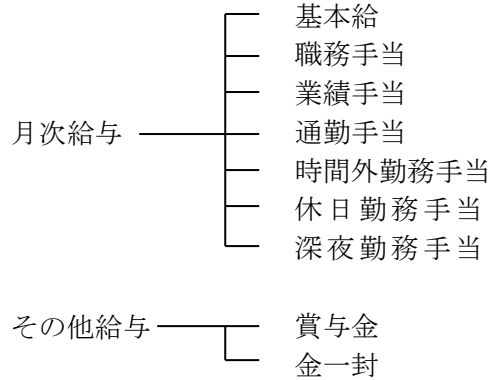 基本給
職務手当
業績手当
月次給与
通勤手当
時間外勤務手当
休日勤務手当
深夜勤務手当
その他給与
賞与金
金一封